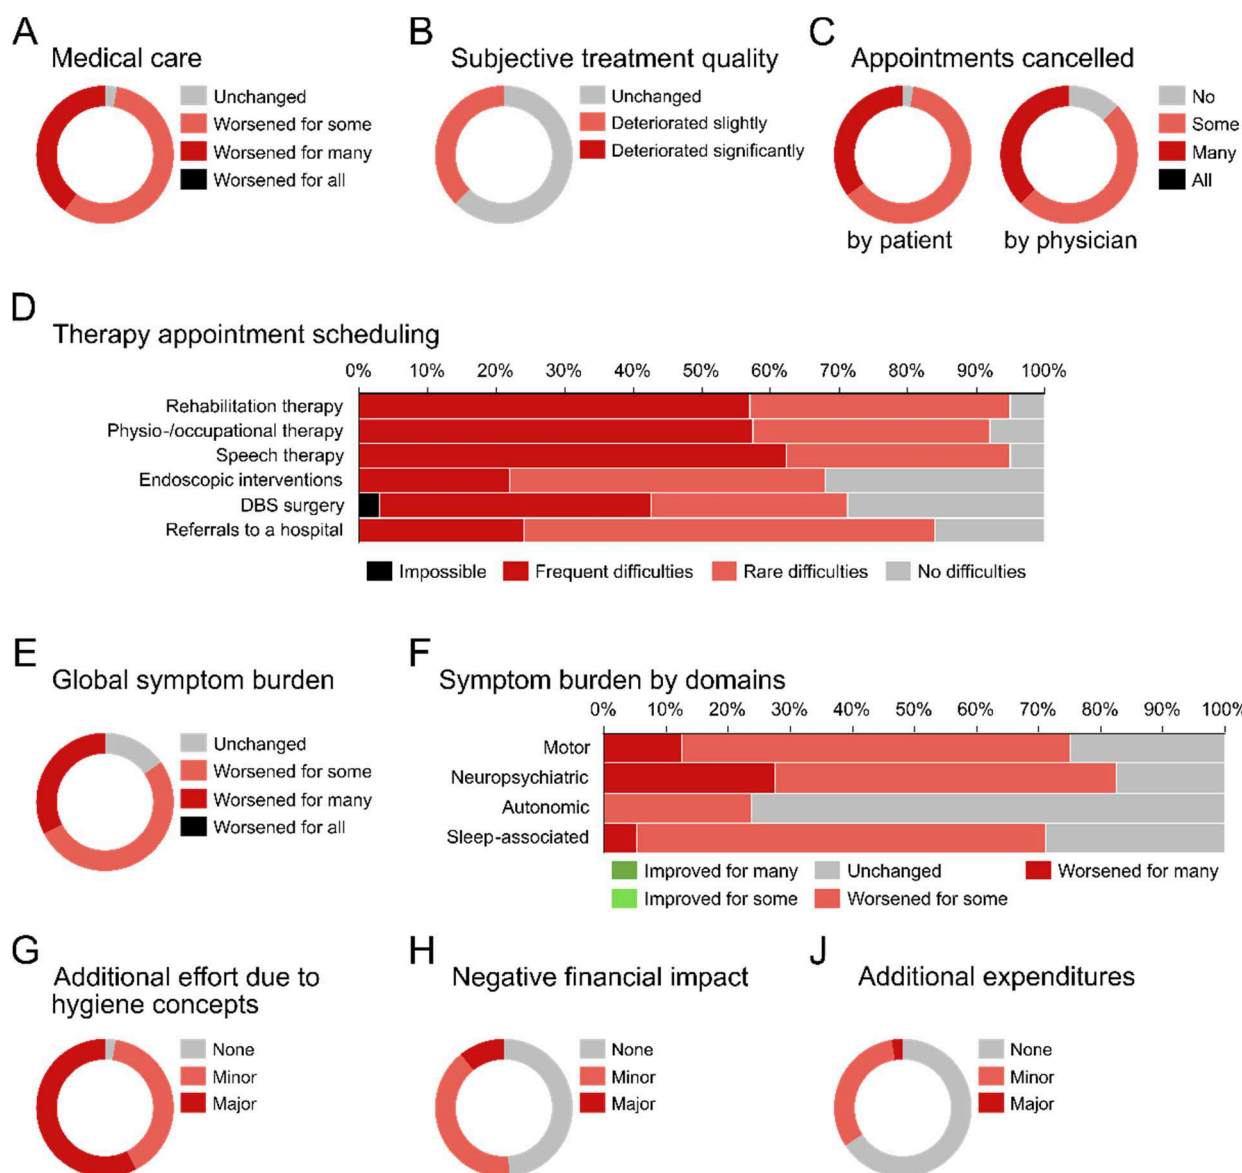 A
Medical care
Unchanged
Worsened for some
Worsened for many
Worsened for all
B
Subjective treatment quality
Unchanged
Deteriorated slightly
Deteriorated significantly
C
Appointments cancelled
No
Some
Many
All
by patient
by physician
D
Therapy appointment scheduling
0% 10% 20% 30% 40% 50% 60% 70% 80% 90% 100%
Rehabilitation therapy
Physio-/occupational therapy
Speech therapy
Endoscopic interventions
DBS surgery
Referrals to a hospital
Impossible Frequent difficulties Rare difficulties No difficulties
E
Global symptom burden
Unchanged
Worsened for some
Worsened for many
Worsened for all
F
Symptom burden by domains
0% 10% 20% 30% 40% 50% 60% 70% 80% 90% 100%
Motor
Neuropsychiatric
Autonomic
Sleep-associated
Improved for many Unchanged Worsened for many
Improved for some Worsened for some
G
Additional effort due to
hygiene concepts
None
Minor
Major
H
Negative financial impact
None
Minor
Major
J
Additional expenditures
None
Minor
Major